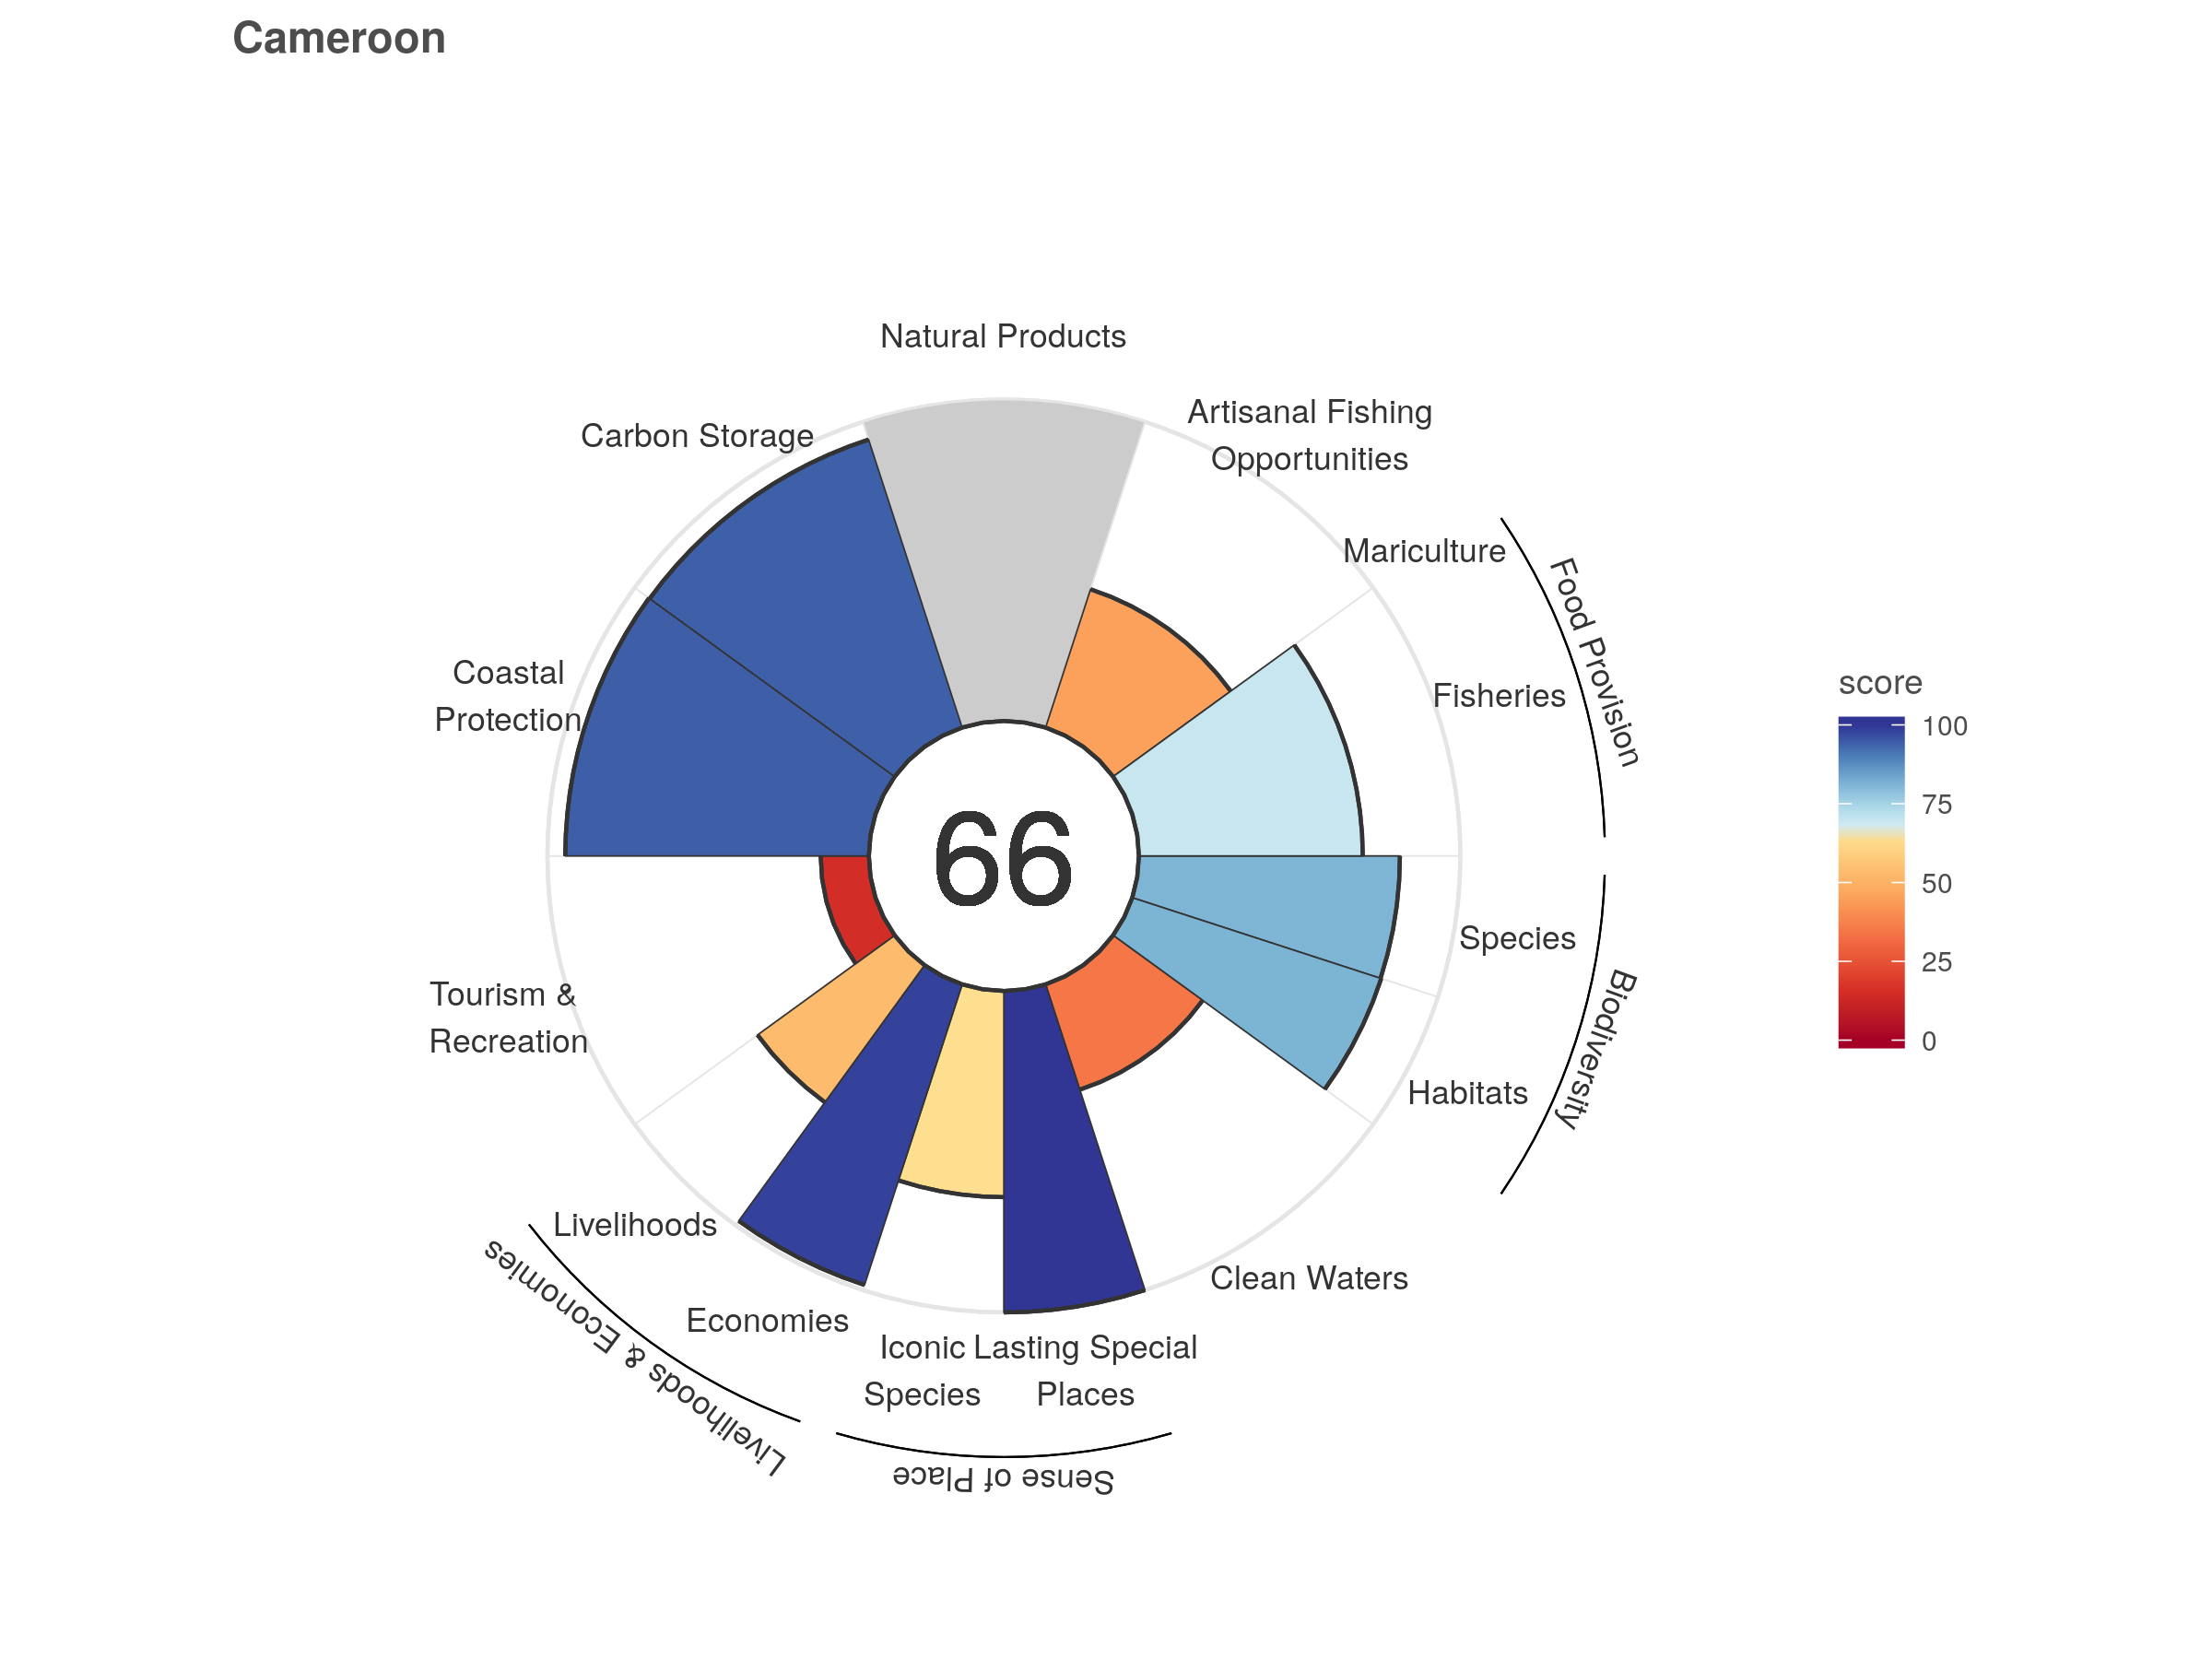 Cameroon
Natural Products
Artisanal Fishing
Opportunities
Carbon Storage
Mariculture
Food Provision
Fisheries
Coastal
Protection
66
Species
Biodiversity
Habitats
Tourism &
Recreation
Livelihoods
Clean Waters
Economies
Livelihoods & Economies
Iconic
Species
Lasting Special
Places
Sense of Place
score
100
75
50
25
0